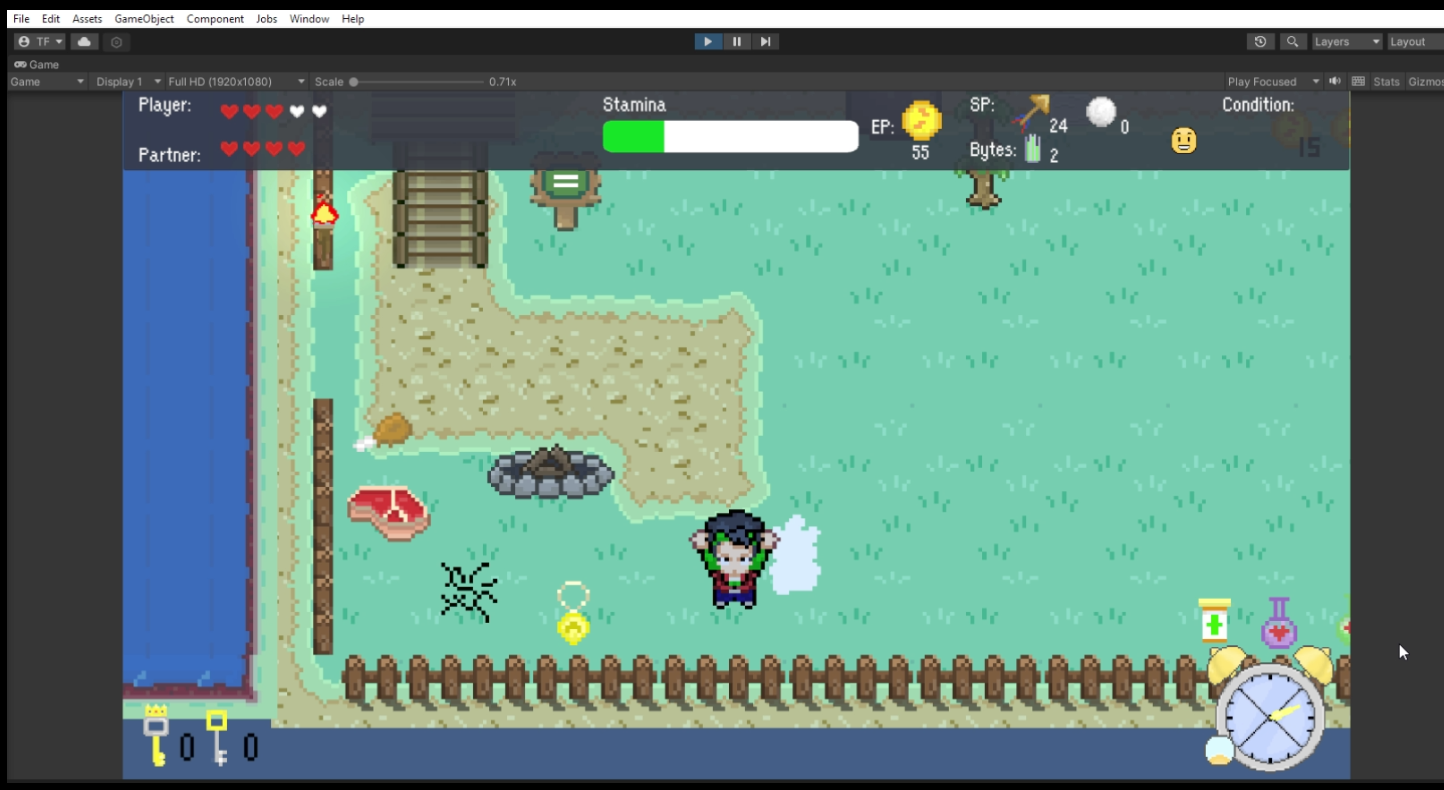 File Edit Assets GameObject Component Jobs Window Help
TF Layers Layout
Game
Game Display 1 Full HD (1920x1080) Scale 0.71x Play Focused Stats Gizmos
Player: Stamina EP: SP: 24 0 Condition:
Partner: 55 Bytes: 2 15
0 0